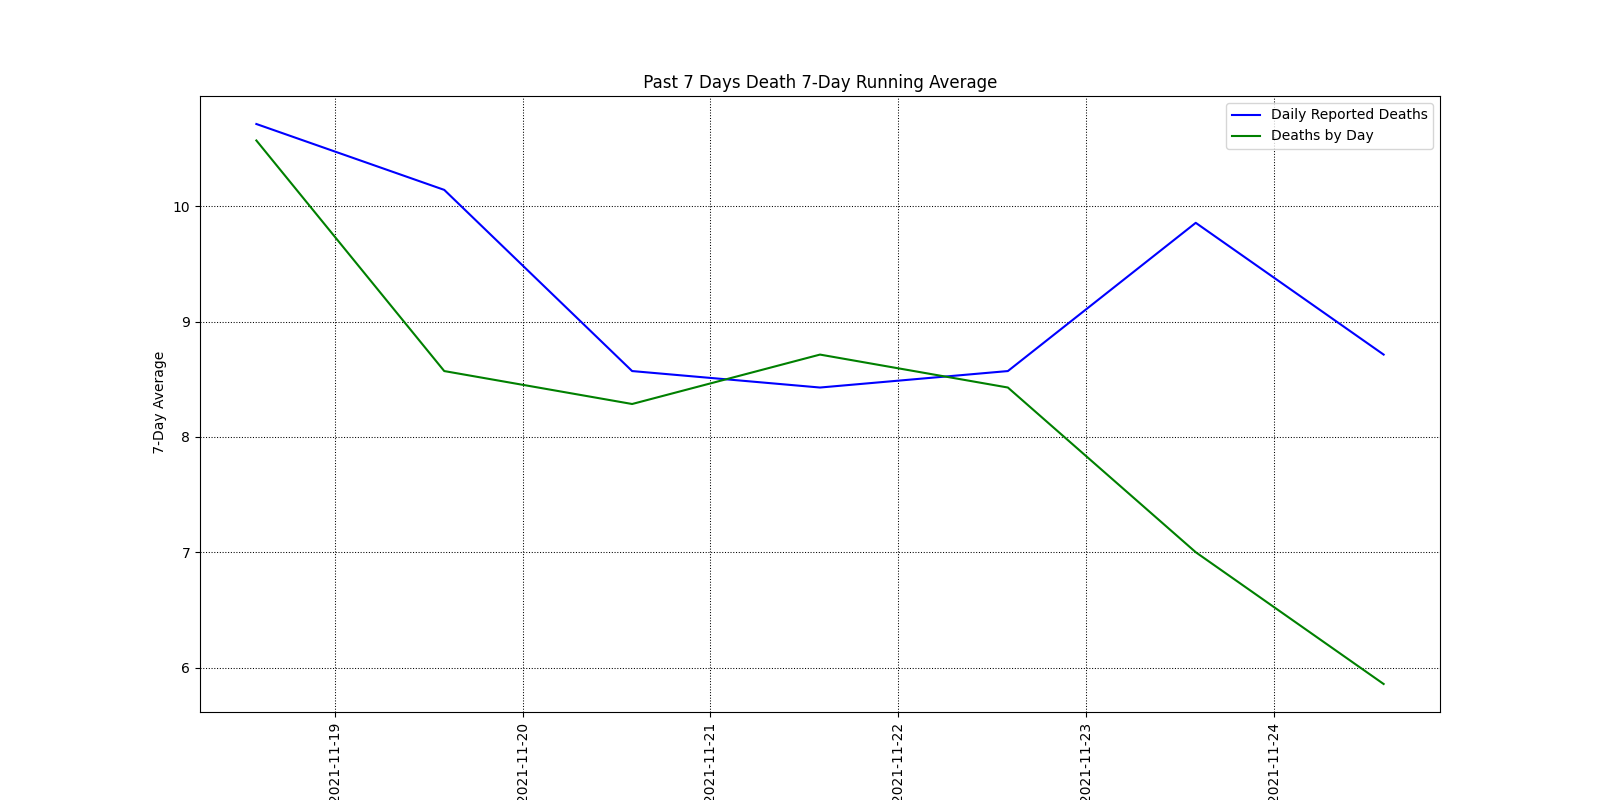 Past 7 Days Death 7-Day Running Average
Daily Reported Deaths
Deaths by Day
7-Day Average
10
9
8
7
6
2021-11-19
2021-11-20
2021-11-21
2021-11-22
2021-11-23
2021-11-24